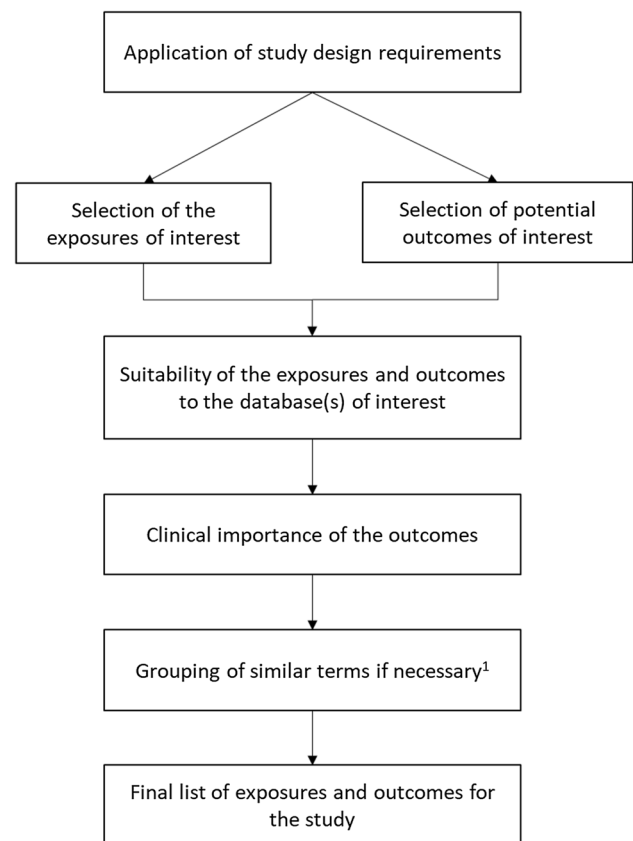 Application of study design requirements
Selection of the
exposures of interest
Selection of potential
outcomes of interest
Suitability of the exposures and outcomes
to the database(s) of interest
Clinical importance of the outcomes
Grouping of similar terms if necessary¹
Final list of exposures and outcomes for
the study